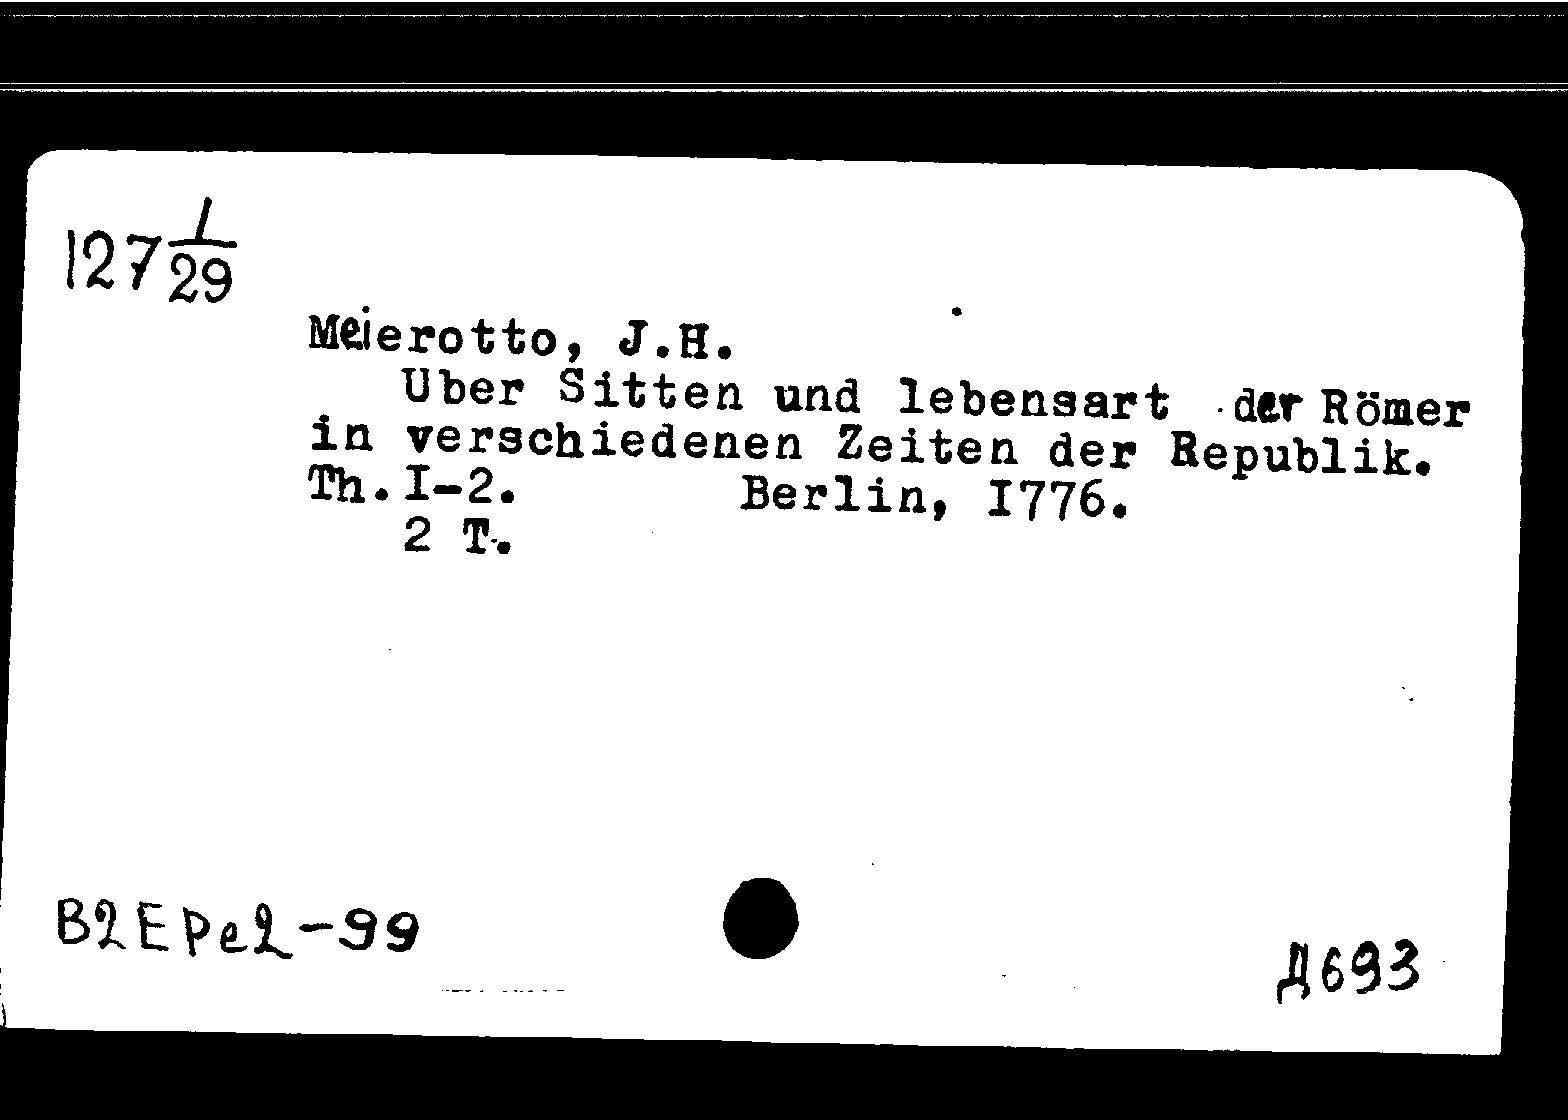 127 1/29
Meierotto, J.H.
Uber Sitten und lebensart der Römer
in verschiedenen Zeiten der Republik.
Th. I-2. Berlin, I776.
2 T.
B2EPe2-99
Д693